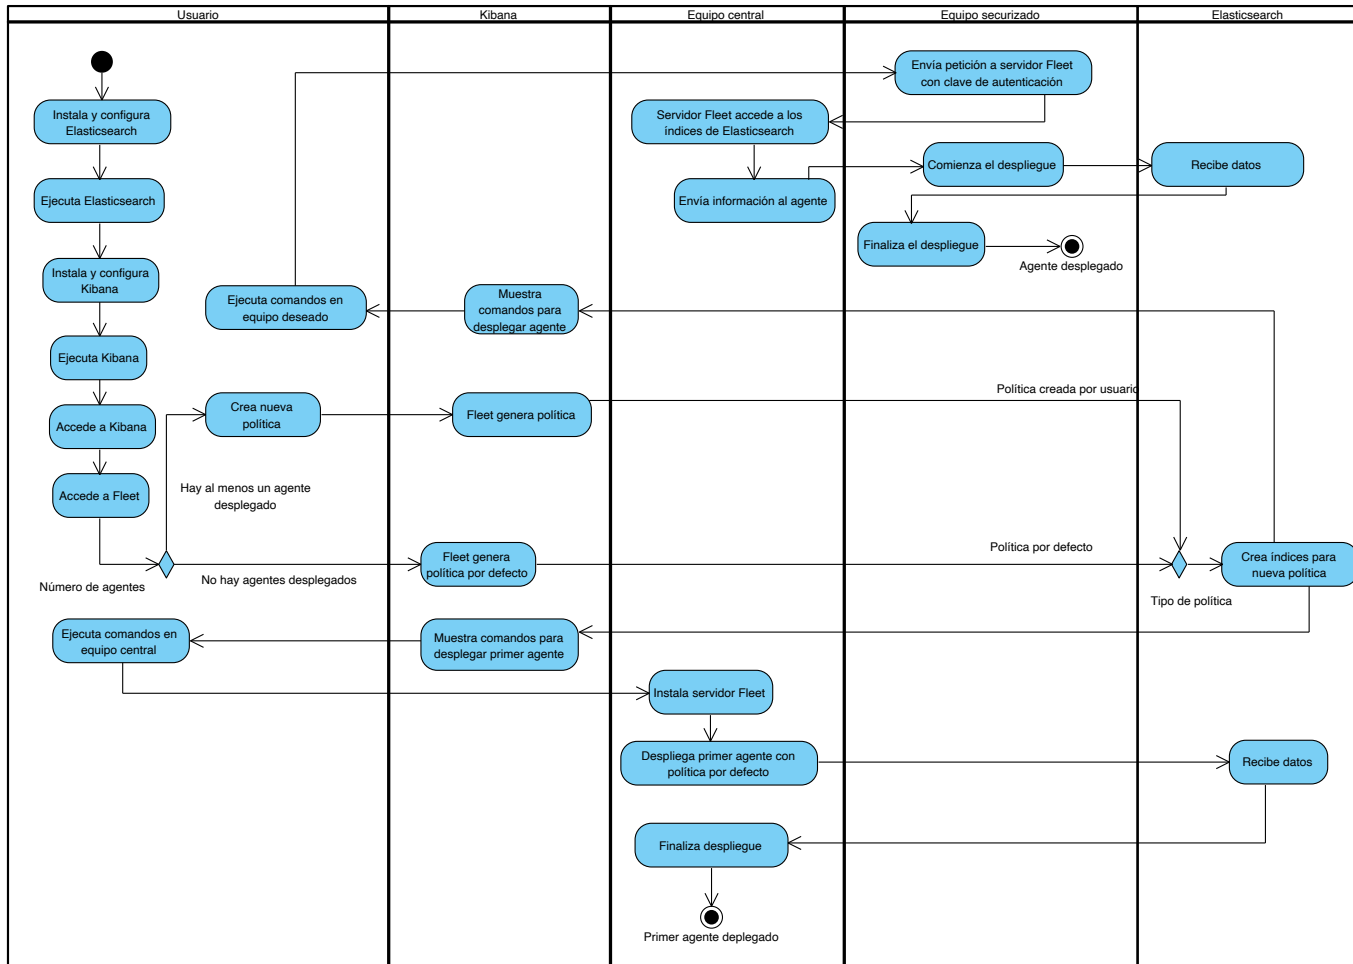 Usuario
Kibana
Equipo central
Equipo securizado
Elasticsearch
Envía petición a servidor Fleet
con clave de autenticación
Instala y configura
Elasticsearch
Servidor Fleet accede a los
índices de Elasticsearch
Comienza el despliegue
Recibe datos
Ejecuta Elasticsearch
Envía información al agente
Finaliza el despliegue
Agente desplegado
Instala y configura
Kibana
Ejecuta comandos en
equipo deseado
Muestra
comandos para
desplegar agente
Ejecuta Kibana
Política creada por usuario
Crea nueva
política
Fleet genera política
Accede a Kibana
Accede a Fleet
Hay al menos un agente
desplegado
Política por defecto
Fleet genera
política por defecto
Crea índices para
nueva política
Número de agentes
No hay agentes desplegados
Tipo de política
Ejecuta comandos en
equipo central
Muestra comandos para
desplegar primer agente
Instala servidor Fleet
Despliega primer agente con
política por defecto
Recibe datos
Finaliza despliegue
Primer agente deplegado